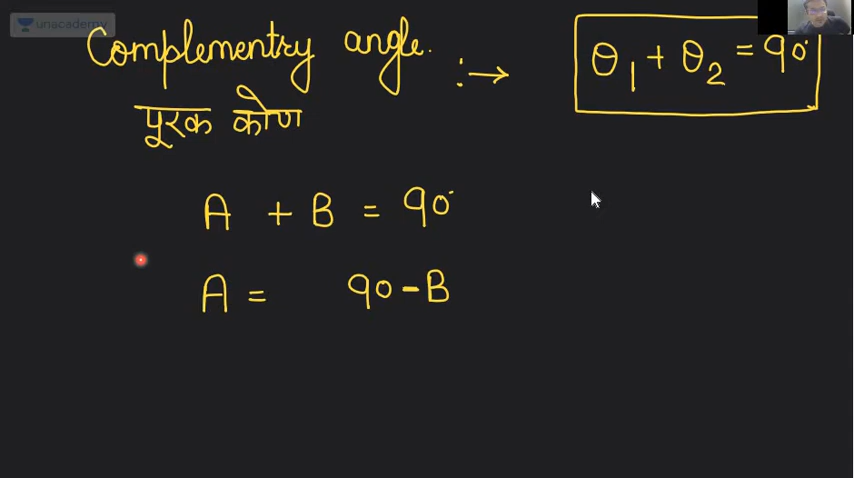 unacademy
Complementry angle. :→ θ₁ + θ₂ = 90°
पूरक कोण
A + B = 90°
A = 90 - B